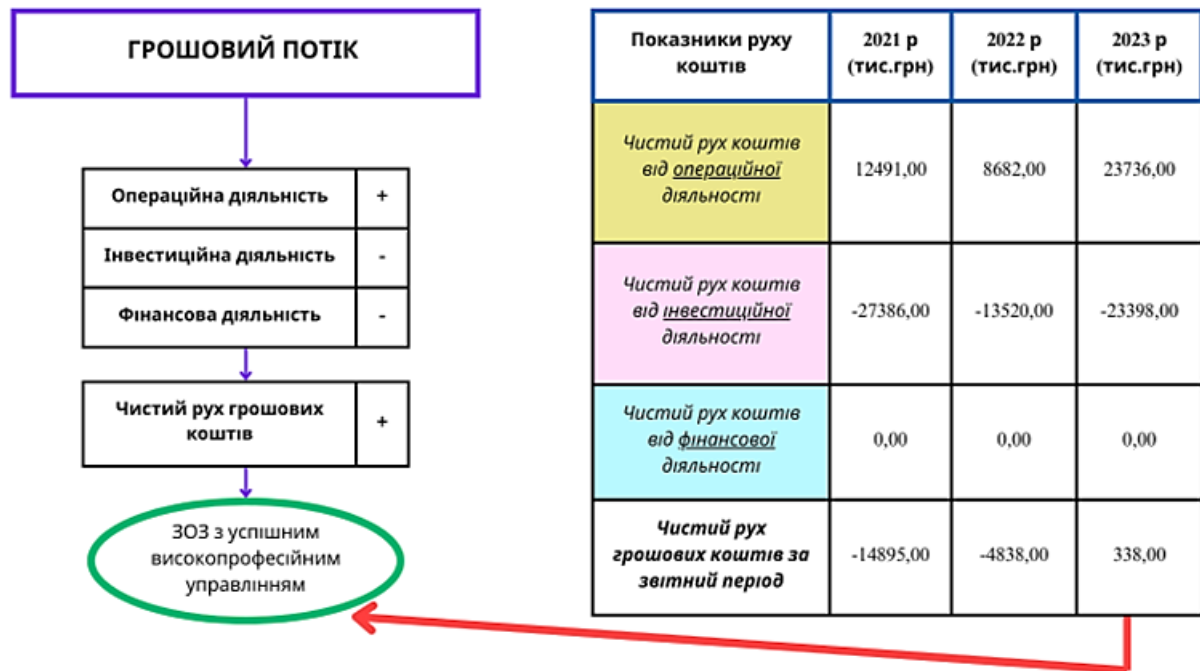 ГРОШОВИЙ ПОТІК
Операційна діяльність +
Інвестиційна діяльність -
Фінансова діяльність -
Чистий рух грошових
коштів
+
ЗОЗ з успішним
високопрофесійним
управлінням
Показники руху
коштів
2021 р
(тис.грн)
2022 р
(тис.грн)
2023 р
(тис.грн)
Чистий рух коштів
від операційної
діяльності
12491,00 8682,00 23736,00
Чистий рух коштів
від інвестиційної
діяльності
-27386,00 -13520,00 -23398,00
Чистий рух коштів
від фінансової
діяльності
0,00 0,00 0,00
Чистий рух
грошових коштів за
звітний період
-14895,00 -4838,00 338,00